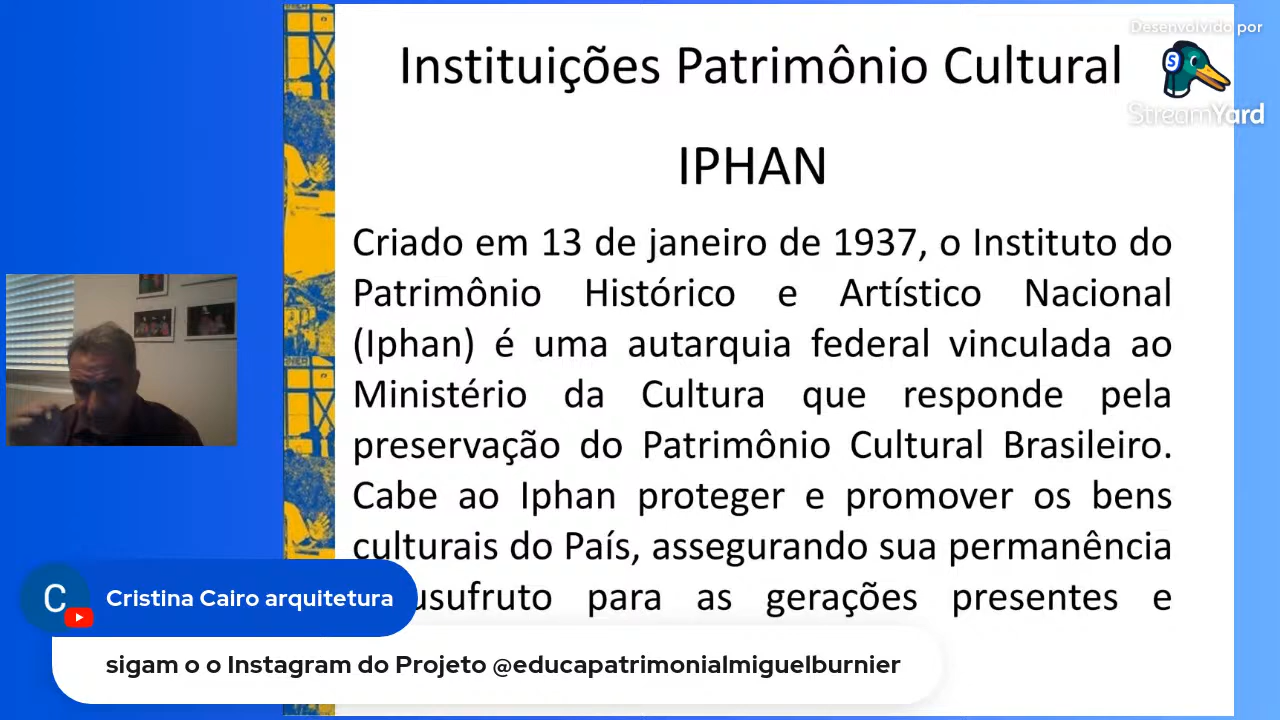 Desenvolvido por
StreamYard
Instituições Patrimônio Cultural
IPHAN
Criado em 13 de janeiro de 1937, o Instituto do
Patrimônio Histórico e Artístico Nacional
(Iphan) é uma autarquia federal vinculada ao
Ministério da Cultura que responde pela
preservação do Patrimônio Cultural Brasileiro.
Cabe ao Iphan proteger e promover os bens
culturais do País, assegurando sua permanência
usufruto para as gerações presentes e
C
Cristina Cairo arquitetura
sigam o o Instagram do Projeto @educapatrimonialmiguelburnier